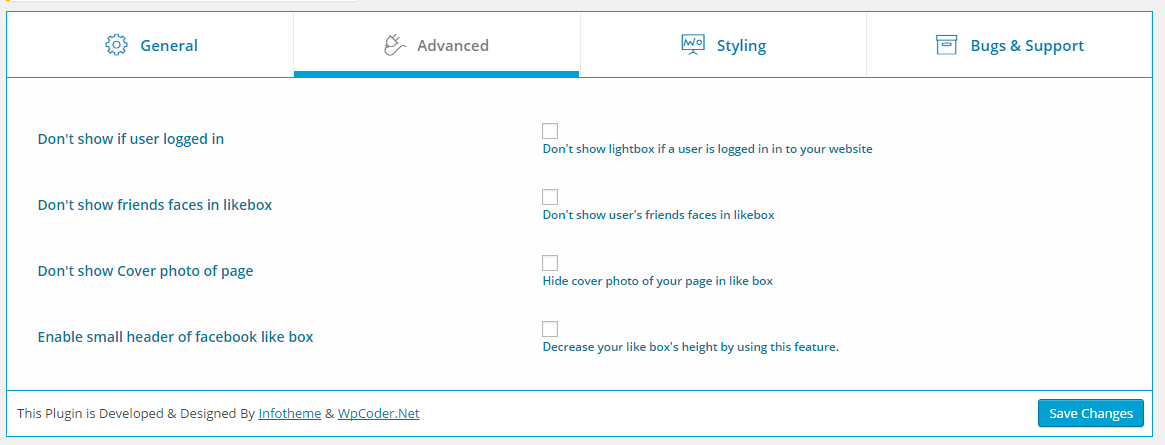 General
Advanced
Styling
Bugs & Support
Don't show if user logged in
Don't show lightbox if a user is logged in in to your website
Don't show friends faces in likebox
Don't show user's friends faces in likebox
Don't show Cover photo of page
Hide cover photo of your page in like box
Enable small header of facebook like box
Decrease your like box's height by using this feature.
This Plugin is Developed & Designed By Infotheme & WpCoder.Net
Save Changes